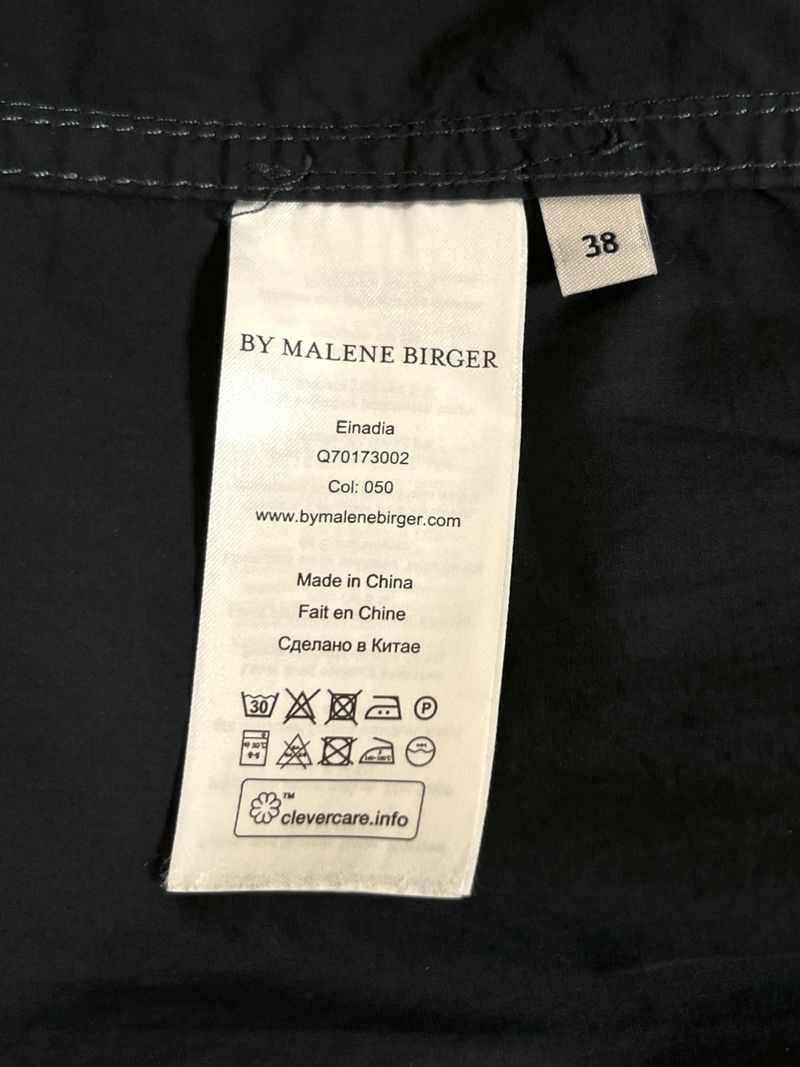 38
BY MALENE BIRGER
Einadia
Q70173002
Col: 050
www.bymalenebirger.com
Made in China
Fait en Chine
Сделано в Китае
30
P
™
clevercare.info